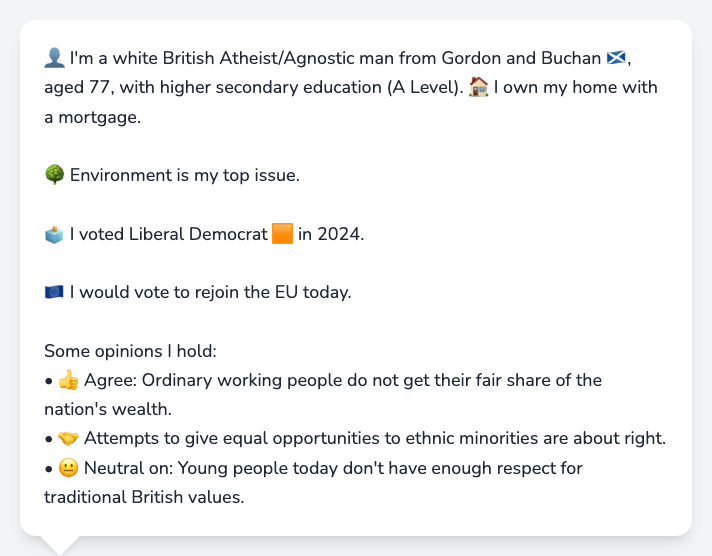 👤 I'm a white British Atheist/Agnostic man from Gordon and Buchan 🏴󠁧󠁢󠁳󠁣󠁴󠁿,
aged 77, with higher secondary education (A Level). 🏠 I own my home with
a mortgage.
🌳 Environment is my top issue.
🗳️ I voted Liberal Democrat 🟧 in 2024.
🇪🇺 I would vote to rejoin the EU today.
Some opinions I hold:
• 👍 Agree: Ordinary working people do not get their fair share of the
nation's wealth.
• 🤝 Attempts to give equal opportunities to ethnic minorities are about right.
• 😐 Neutral on: Young people today don't have enough respect for
traditional British values.